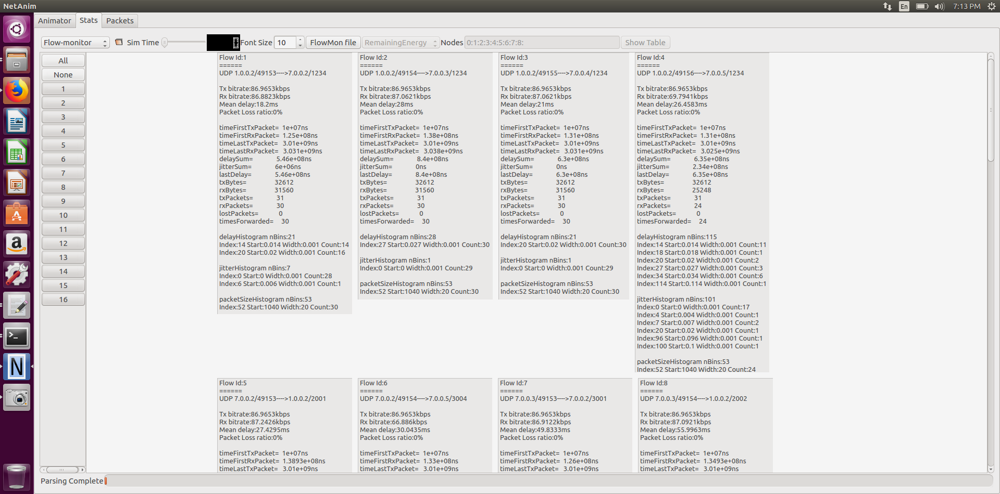 NetAnim
En
7:13 PM
Animator Stats Packets
Flow-monitor Sim Time Font Size 10 FlowMon file RemainingEnergy Nodes 0:1:2:3:4:5:6:7:8: Show Table
All
None
1
2
3
4
5
6
7
8
9
10
11
12
13
14
15
16
Flow Id:1
======
UDP 1.0.0.2/49153---->7.0.0.2/1234
Tx bitrate:86.9653kbps
Rx bitrate:86.8823kbps
Mean delay:18.2ms
Packet Loss ratio:0%
timeFirstTxPacket= 1e+07ns
timeFirstRxPacket= 1.25e+08ns
timeLastTxPacket= 3.01e+09ns
timeLastRxPacket= 3.031e+09ns
delaySum= 5.46e+08ns
jitterSum= 6e+06ns
lastDelay= 5.46e+08ns
txBytes= 32612
rxBytes= 31560
txPackets= 31
rxPackets= 30
lostPackets= 0
timesForwarded= 30
delayHistogram nBins:21
Index:14 Start:0.014 Width:0.001 Count:14
Index:20 Start:0.02 Width:0.001 Count:16
jitterHistogram nBins:7
Index:0 Start:0 Width:0.001 Count:28
Index:6 Start:0.006 Width:0.001 Count:1
packetSizeHistogram nBins:53
Index:52 Start:1040 Width:20 Count:30
Flow Id:2
======
UDP 1.0.0.2/49154---->7.0.0.3/1234
Tx bitrate:86.9653kbps
Rx bitrate:87.0621kbps
Mean delay:28ms
Packet Loss ratio:0%
timeFirstTxPacket= 1e+07ns
timeFirstRxPacket= 1.38e+08ns
timeLastTxPacket= 3.01e+09ns
timeLastRxPacket= 3.038e+09ns
delaySum= 8.4e+08ns
jitterSum= 0ns
lastDelay= 8.4e+08ns
txBytes= 32612
rxBytes= 31560
txPackets= 31
rxPackets= 30
lostPackets= 0
timesForwarded= 30
delayHistogram nBins:28
Index:27 Start:0.027 Width:0.001 Count:30
jitterHistogram nBins:1
Index:0 Start:0 Width:0.001 Count:29
packetSizeHistogram nBins:53
Index:52 Start:1040 Width:20 Count:30
Flow Id:3
======
UDP 1.0.0.2/49155---->7.0.0.4/1234
Tx bitrate:86.9653kbps
Rx bitrate:87.0621kbps
Mean delay:21ms
Packet Loss ratio:0%
timeFirstTxPacket= 1e+07ns
timeFirstRxPacket= 1.31e+08ns
timeLastTxPacket= 3.01e+09ns
timeLastRxPacket= 3.031e+09ns
delaySum= 6.3e+08ns
jitterSum= 0ns
lastDelay= 6.3e+08ns
txBytes= 32612
rxBytes= 31560
txPackets= 31
rxPackets= 30
lostPackets= 0
timesForwarded= 30
delayHistogram nBins:21
Index:20 Start:0.02 Width:0.001 Count:30
jitterHistogram nBins:1
Index:0 Start:0 Width:0.001 Count:29
packetSizeHistogram nBins:53
Index:52 Start:1040 Width:20 Count:30
Flow Id:4
======
UDP 1.0.0.2/49156---->7.0.0.5/1234
Tx bitrate:86.9653kbps
Rx bitrate:69.7941kbps
Mean delay:26.4583ms
Packet Loss ratio:0%
timeFirstTxPacket= 1e+07ns
timeFirstRxPacket= 1.31e+08ns
timeLastTxPacket= 3.01e+09ns
timeLastRxPacket= 3.025e+09ns
delaySum= 6.35e+08ns
jitterSum= 2.34e+08ns
lastDelay= 6.35e+08ns
txBytes= 32612
rxBytes= 25248
txPackets= 31
rxPackets= 24
lostPackets= 0
timesForwarded= 24
delayHistogram nBins:115
Index:14 Start:0.014 Width:0.001 Count:11
Index:18 Start:0.018 Width:0.001 Count:1
Index:20 Start:0.02 Width:0.001 Count:2
Index:27 Start:0.027 Width:0.001 Count:3
Index:34 Start:0.034 Width:0.001 Count:6
Index:114 Start:0.114 Width:0.001 Count:1
jitterHistogram nBins:101
Index:0 Start:0 Width:0.001 Count:17
Index:4 Start:0.004 Width:0.001 Count:1
Index:7 Start:0.007 Width:0.001 Count:2
Index:20 Start:0.02 Width:0.001 Count:1
Index:96 Start:0.096 Width:0.001 Count:1
Index:100 Start:0.1 Width:0.001 Count:1
packetSizeHistogram nBins:53
Index:52 Start:1040 Width:20 Count:24
Flow Id:5
======
UDP 7.0.0.2/49153---->1.0.0.2/2001
Tx bitrate:86.9653kbps
Rx bitrate:87.2426kbps
Mean delay:27.4295ms
Packet Loss ratio:0%
timeFirstTxPacket= 1e+07ns
timeFirstRxPacket= 1.3893e+08ns
timeLastTxPacket= 3.01e+09ns
Flow Id:6
======
UDP 7.0.0.2/49154---->7.0.0.5/3004
Tx bitrate:86.9653kbps
Rx bitrate:66.886kbps
Mean delay:30.0435ms
Packet Loss ratio:0%
timeFirstTxPacket= 1e+07ns
timeFirstRxPacket= 1.33e+08ns
timeLastTxPacket= 3.01e+09ns
Flow Id:7
======
UDP 7.0.0.3/49153---->7.0.0.2/3001
Tx bitrate:86.9653kbps
Rx bitrate:86.9122kbps
Mean delay:49.8333ms
Packet Loss ratio:0%
timeFirstTxPacket= 1e+07ns
timeFirstRxPacket= 1.26e+08ns
timeLastTxPacket= 3.01e+09ns
Flow Id:8
======
UDP 7.0.0.3/49154---->1.0.0.2/2002
Tx bitrate:86.9653kbps
Rx bitrate:87.0921kbps
Mean delay:55.9963ms
Packet Loss ratio:0%
timeFirstTxPacket= 1e+07ns
timeFirstRxPacket= 1.3493e+08ns
timeLastTxPacket= 3.01e+09ns
Parsing Complete